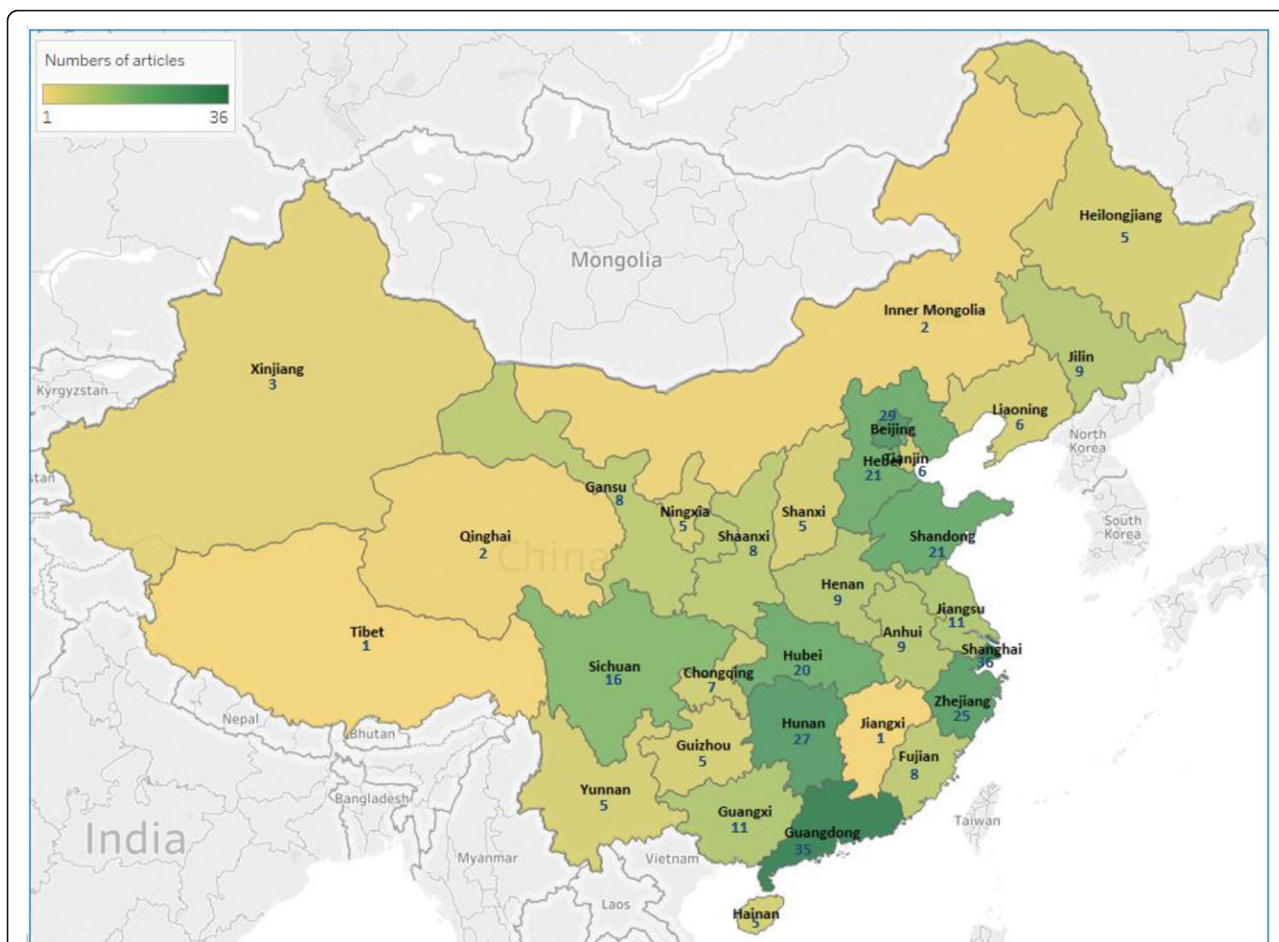 Numbers of articles
1 36
Heilongjiang
5
Mongolia
Inner Mongolia
2
Jilin
9
Xinjiang
3
Kyrgyzstan
Liaoning
6
29
Beijing
North
Korea
Hebei
21
Tianjin
6
stan
Gansu
8
Ningxia
5
Shanxi
5
Shaanxi
8
Shandong
21
South
Korea
Qinghai
2
China
Henan
9
Jiangsu
11
Tibet
1
Anhui
9
Shanghai
36
Sichuan
16
Chongqing
7
Hubei
20
Zhejiang
25
Nepal
Bhutan
Hunan
27
Jiangxi
1
Guizhou
5
Fujian
8
Yunnan
5
Bangladesh
Guangxi
11
Taiwan
Guangdong
35
India
Myanmar
Vietnam
Laos
Hainan
5